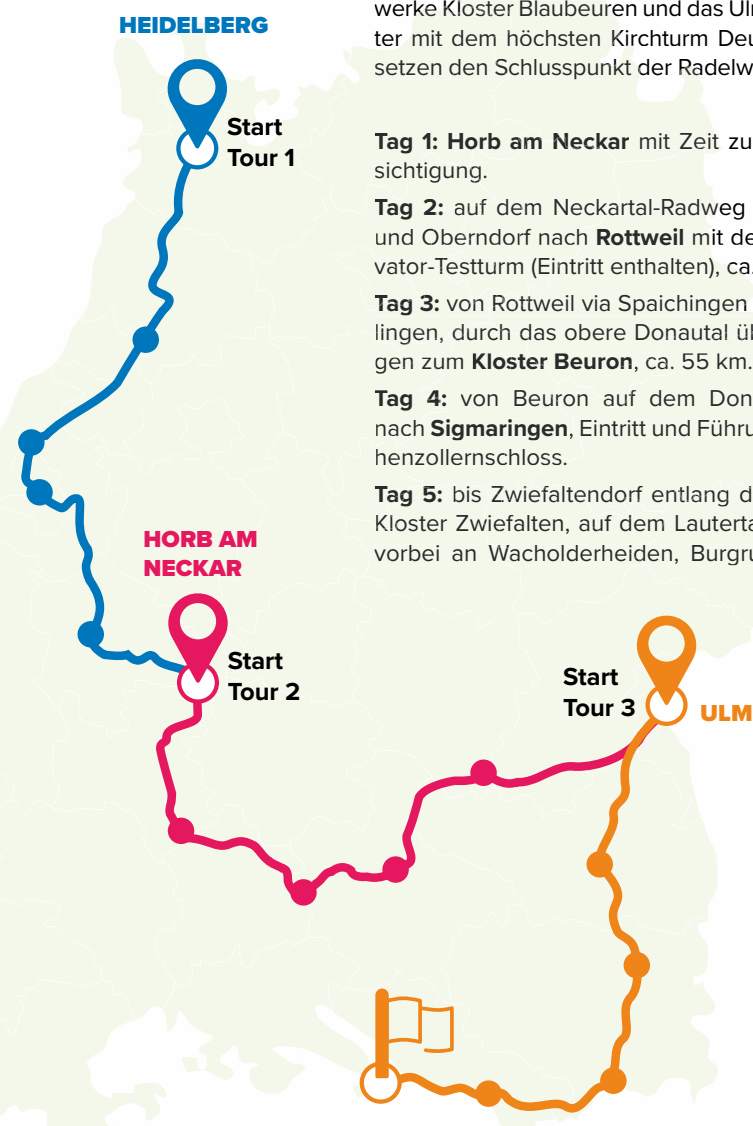 HEIDELBERG
Start
Tour 1
HORB AM
NECKAR
Start
Tour 2
Start
Tour 3
ULM
werke Kloster Blaubeuren und das Ulm
ter mit dem höchsten Kirchturm Deu
setzen den Schlusspunkt der Radelw
Tag 1: Horb am Neckar mit Zeit zu
sichtigung.
Tag 2: auf dem Neckartal-Radweg
und Oberndorf nach Rottweil mit de
vator-Testturm (Eintritt enthalten), ca.
Tag 3: von Rottweil via Spaichingen
lingen, durch das obere Donautal üb
gen zum Kloster Beuron, ca. 55 km.
Tag 4: von Beuron auf dem Don
nach Sigmaringen, Eintritt und Führu
henzollernschloss.
Tag 5: bis Zwiefaltendorf entlang d
Kloster Zwiefalten, auf dem Lauterta
vorbei an Wacholderheiden, Burgru